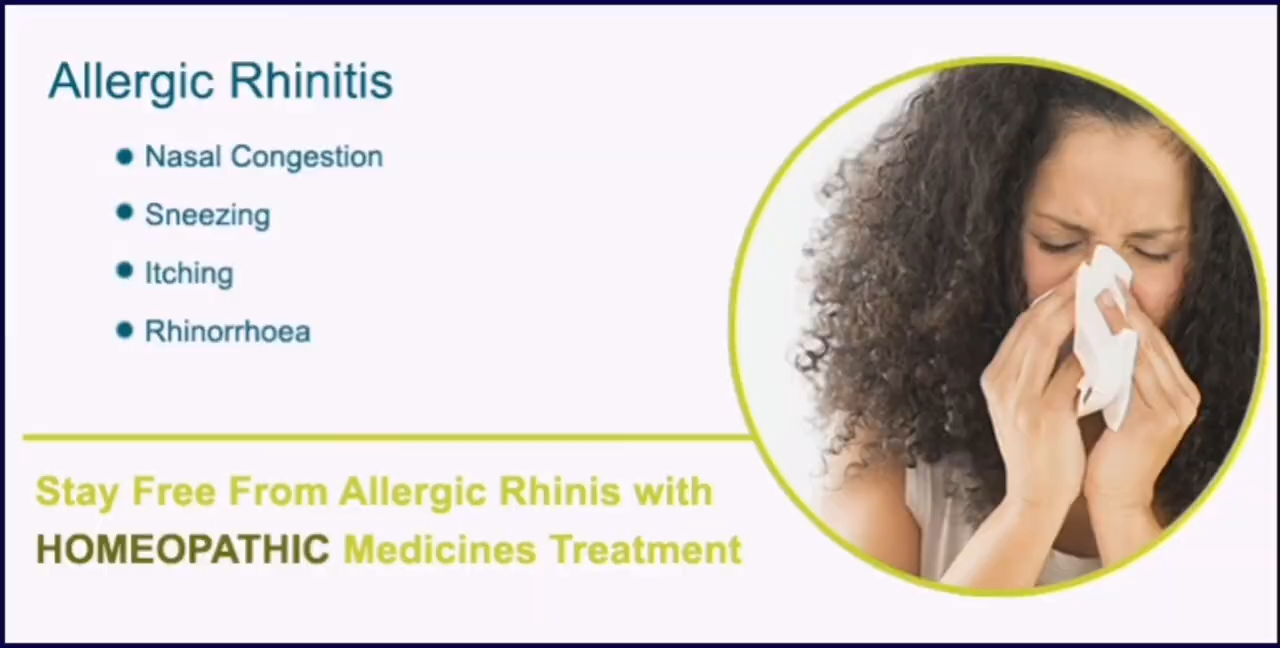 Allergic Rhinitis
Nasal Congestion
Sneezing
Itching
Rhinorrhoea
Stay Free From Allergic Rhinis with
HOMEOPATHIC Medicines Treatment